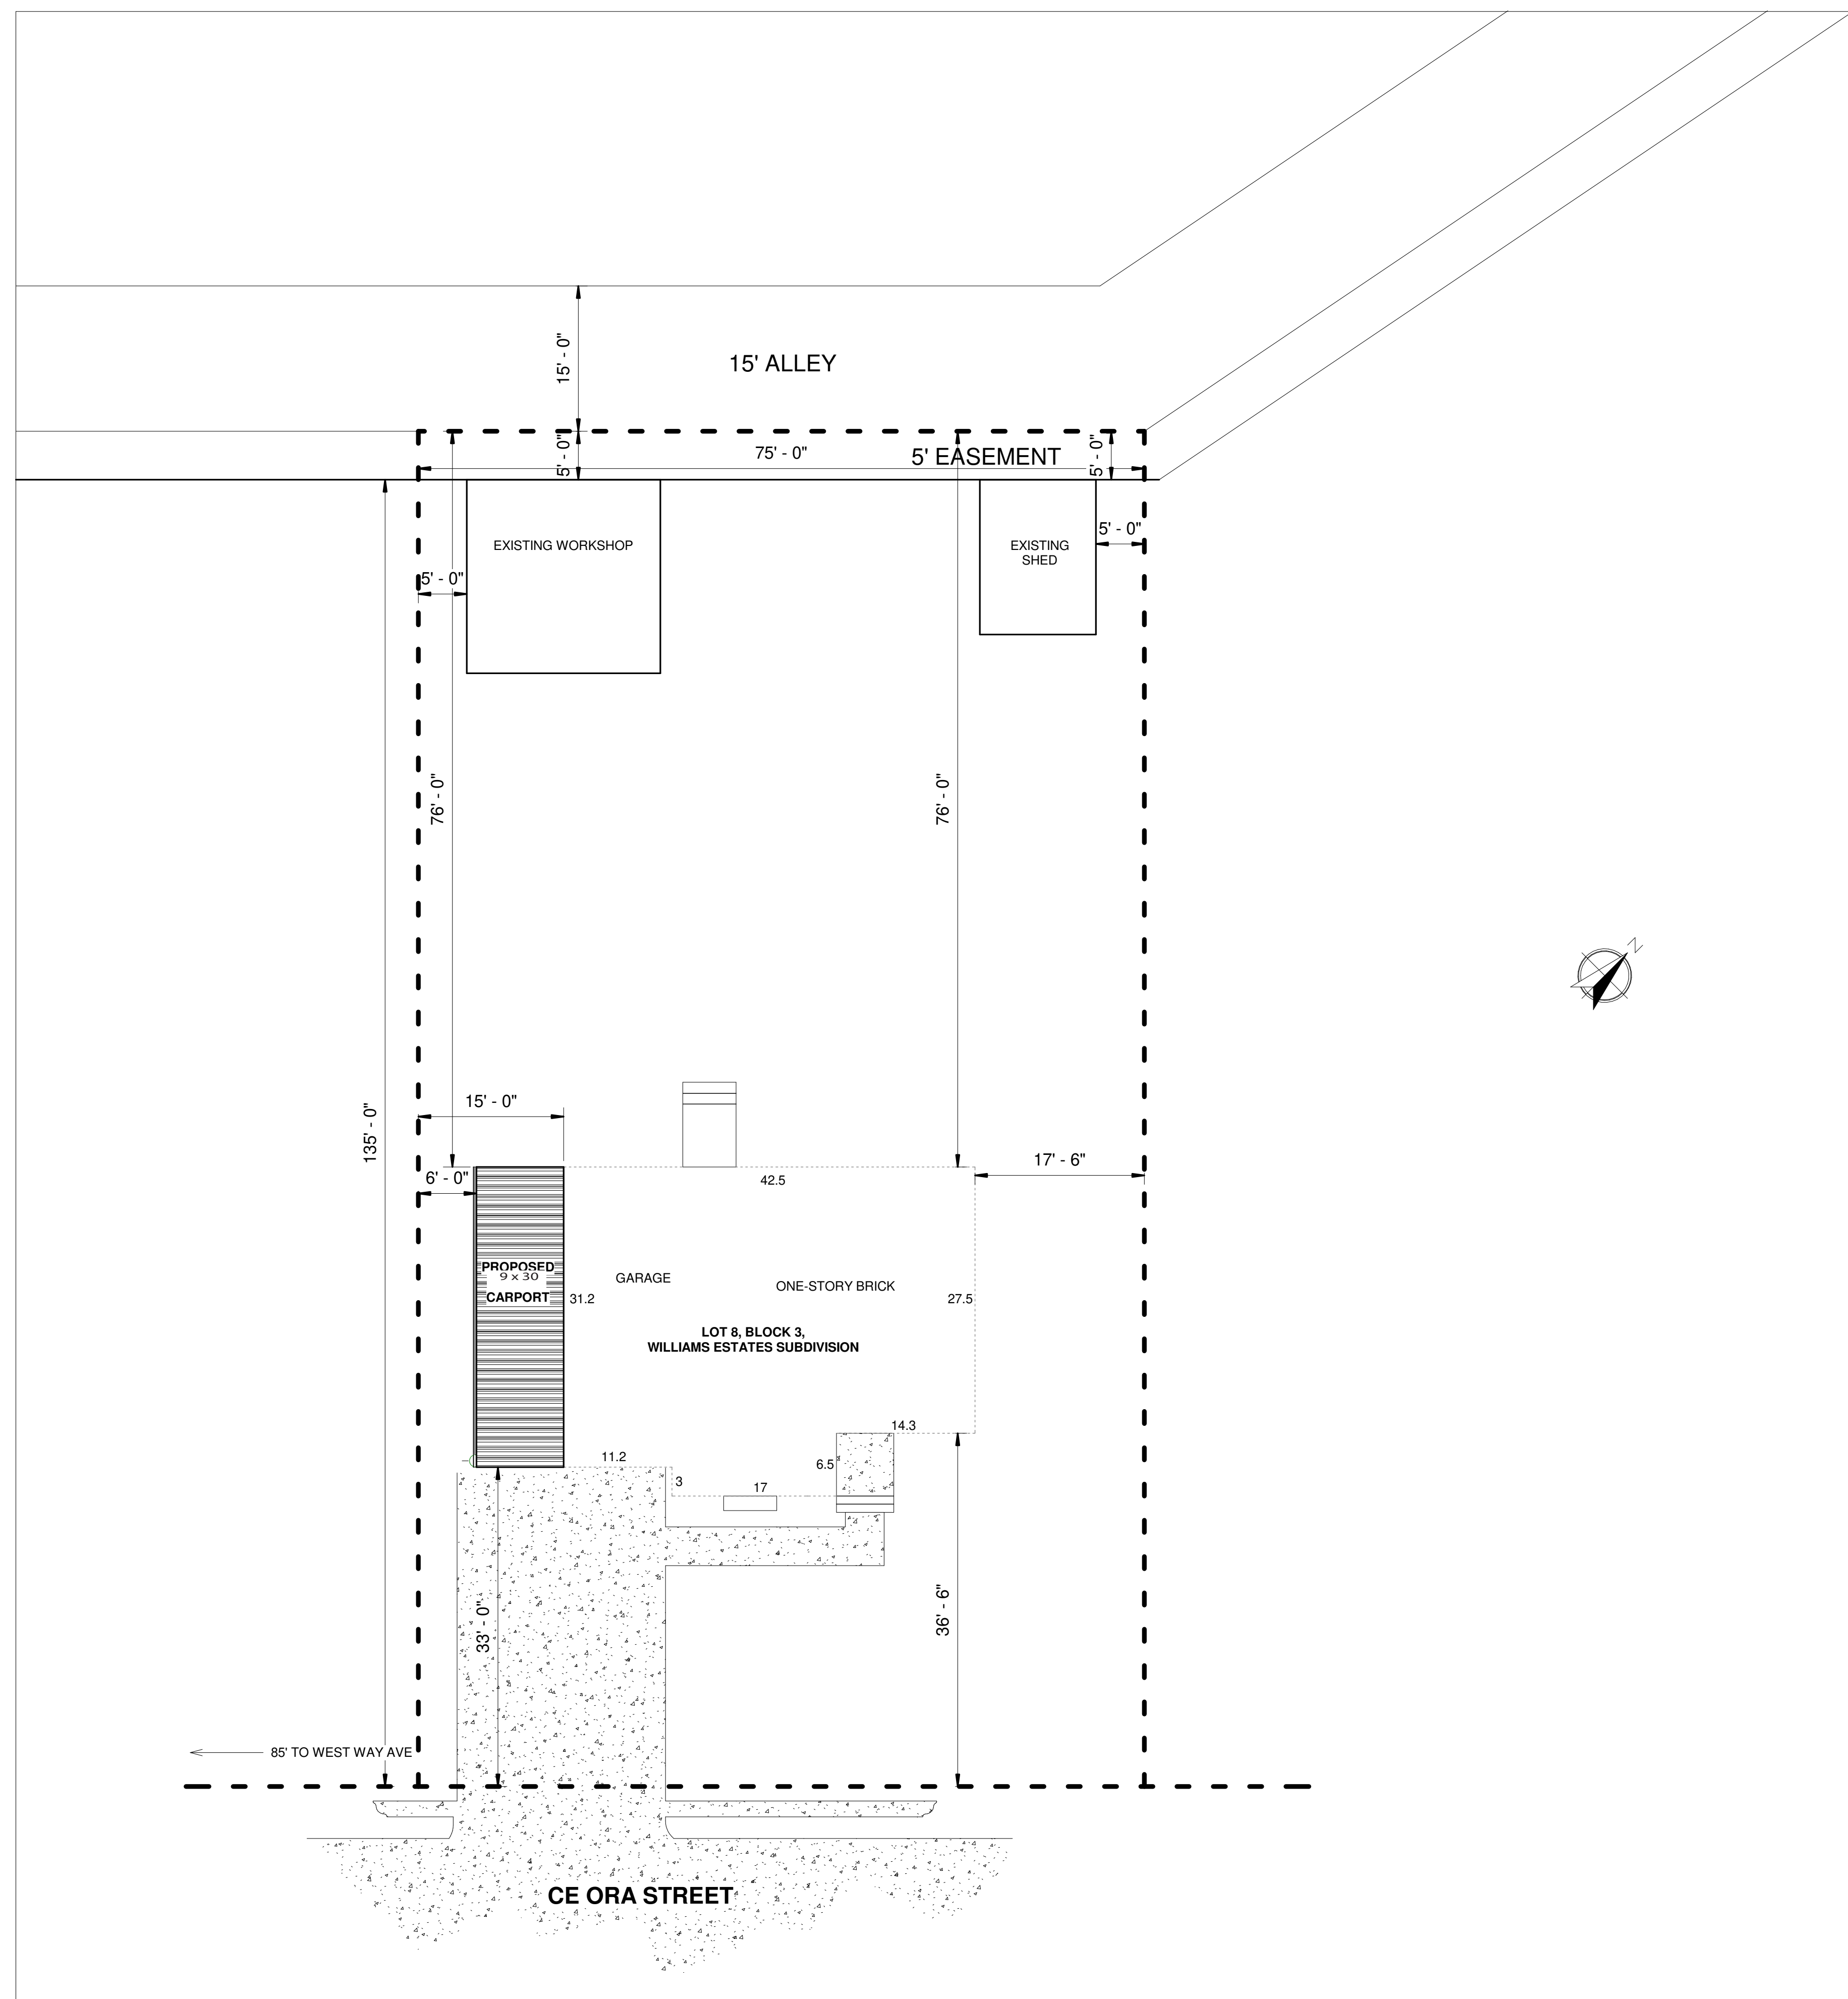 15' - 0"
15' ALLEY
5' - 0"
75' - 0"
5' EASEMENT
5' - 0"
EXISTING WORKSHOP
EXISTING
SHED
5' - 0"
5' - 0"
76' - 0"
76' - 0"
N
135' - 0"
15' - 0"
6' - 0"
42.5
17' - 6"
PROPOSED
9 x 30
CARPORT
31.2
GARAGE
ONE-STORY BRICK
27.5
LOT 8, BLOCK 3,
WILLIAMS ESTATES SUBDIVISION
14.3
11.2
6.5
3
17
33' - 0"
36' - 6"
85' TO WEST WAY AVE
CE ORA STREET